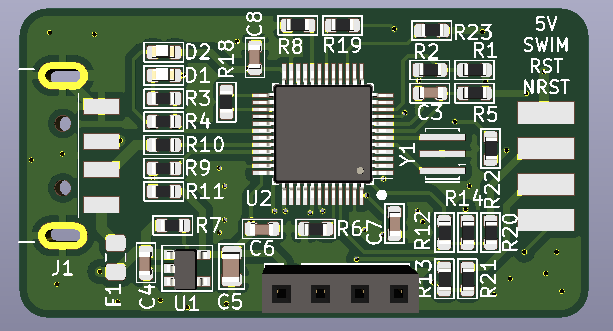 C8
5V
R8
R19
R23
SWIM
D2
R18
R2
R1
RST
D1
NRST
R3
C3
R5
R4
R10
Y1
R9
R22
R11
U2
R14
R7
R6
C7
R12
R20
C6
J1
F1
C4
U1
C5
R13
R21